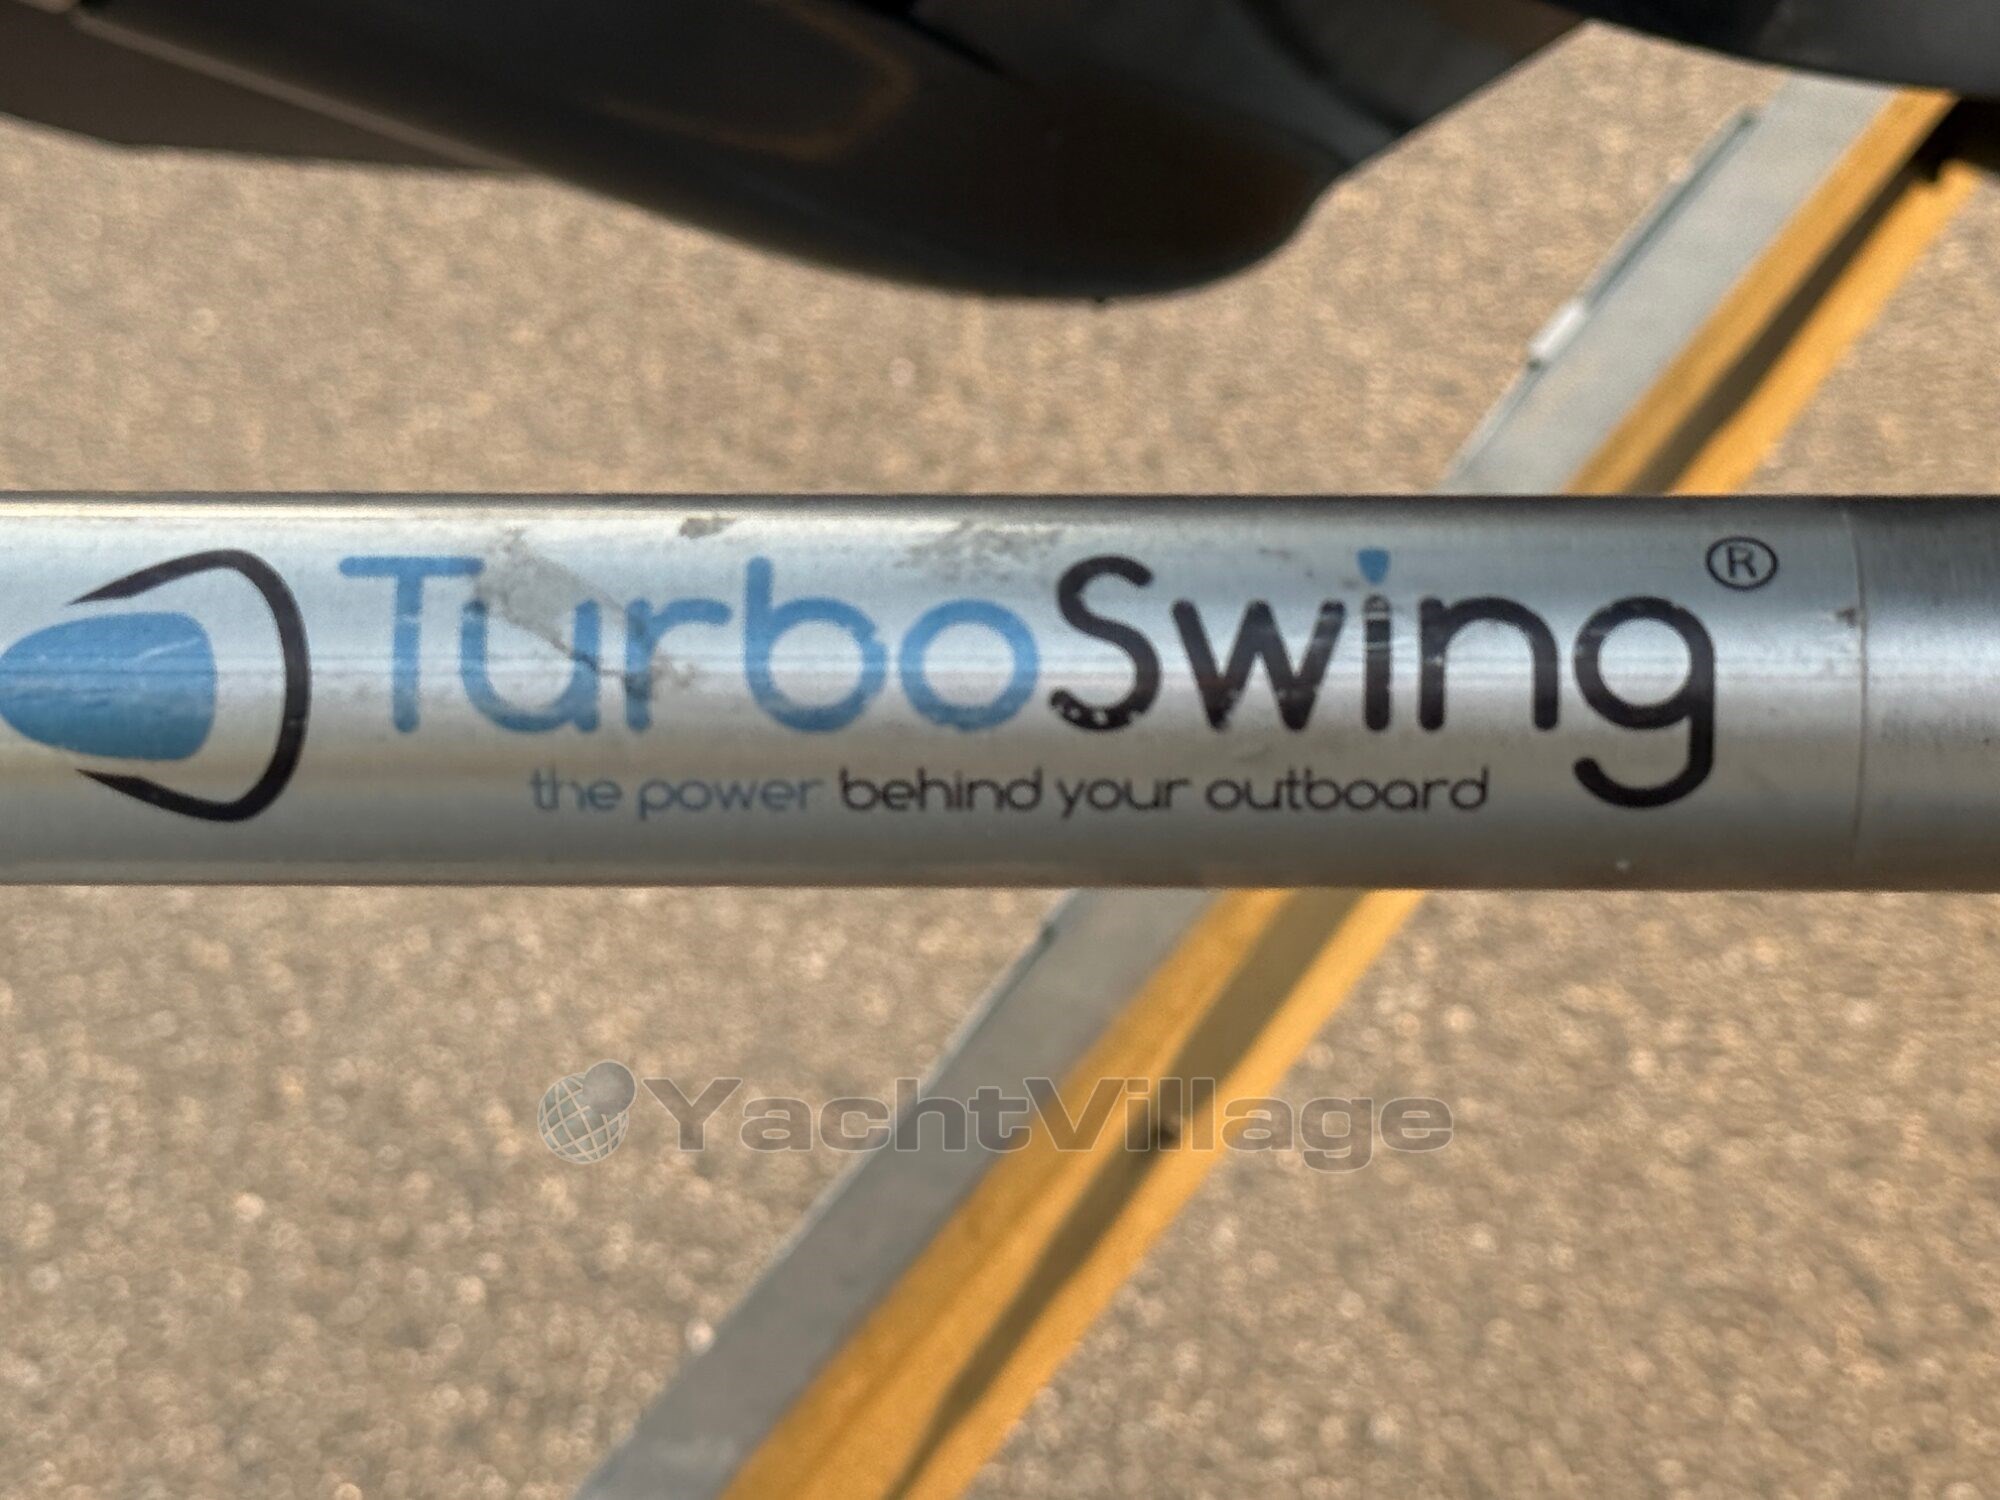 TurboSwing®
the power behind your outboard
YachtVillage